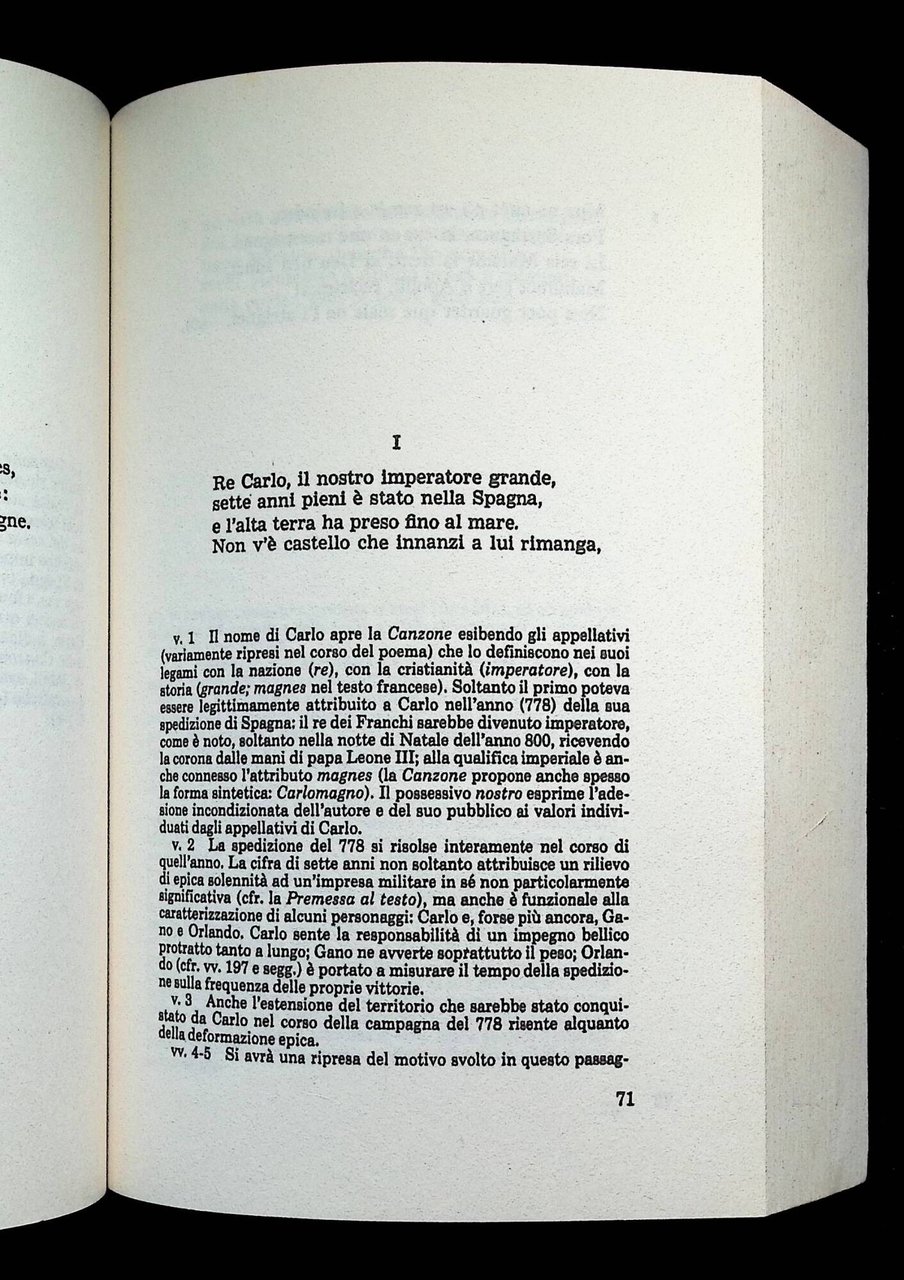 es,
e:
gne.
I
Re Carlo, il nostro imperatore grande,
sette anni pieni è stato nella Spagna,
e l'alta terra ha preso fino al mare.
Non v'è castello che innanzi a lui rimanga,
v. 1 Il nome di Carlo apre la Canzone esibendo gli appellativi
(variamente ripresi nel corso del poema) che lo definiscono nei suoi
legami con la nazione (re), con la cristianità (imperatore), con la
storia (grande; magnes nel testo francese). Soltanto il primo poteva
essere legittimamente attribuito a Carlo nell'anno (778) della sua
spedizione di Spagna: il re dei Franchi sarebbe divenuto imperatore,
come è noto, soltanto nella notte di Natale dell'anno 800, ricevendo
la corona dalle mani di papa Leone III; alla qualifica imperiale è an-
che connesso l'attributo magnes (la Canzone propone anche spesso
la forma sintetica: Carlomagno). Il possessivo nostro esprime l'ade-
sione incondizionata dell'autore e del suo pubblico ai valori indivi-
duati dagli appellativi di Carlo.
v. 2 La spedizione del 778 si risolse interamente nel corso di
quell'anno. La cifra di sette anni non soltanto attribuisce un rilievo
di epica solennità ad un'impresa militare in sé non particolarmente
significativa (cfr. la Premessa al testo), ma anche è funzionale alla
caratterizzazione di alcuni personaggi: Carlo e, forse più ancora, Ga-
no e Orlando. Carlo sente la responsabilità di un impegno bellico
protratto tanto a lungo; Gano ne avverte soprattutto il peso; Orlan-
do (cfr. vv. 197 e segg.) è portato a misurare il tempo della spedizio-
ne sulla frequenza delle proprie vittorie.
v. 3 Anche l'estensione del territorio che sarebbe stato conqui-
stato da Carlo nel corso della campagna del 778 risente alquanto
della deformazione epica.
vv. 4-5 Si avrà una ripresa del motivo svolto in questo passag-
71